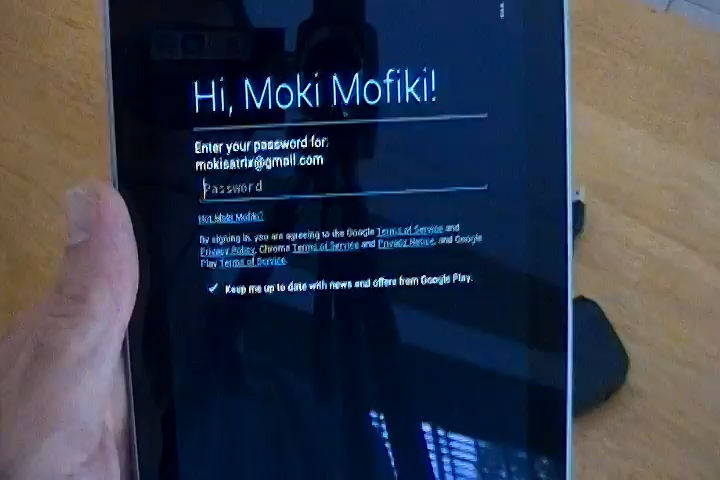 Hi, Moki Mofiki!
Enter your password for:
mokisatrix@gmail.com
Password
Not Moki Mofiki?
By signing in, you are agreeing to the Google Terms of Service and
Privacy Policy, Chrome Terms of Service and Privacy Notice, and Google
Play Terms of Service.
Keep me up to date with news and offers from Google Play.